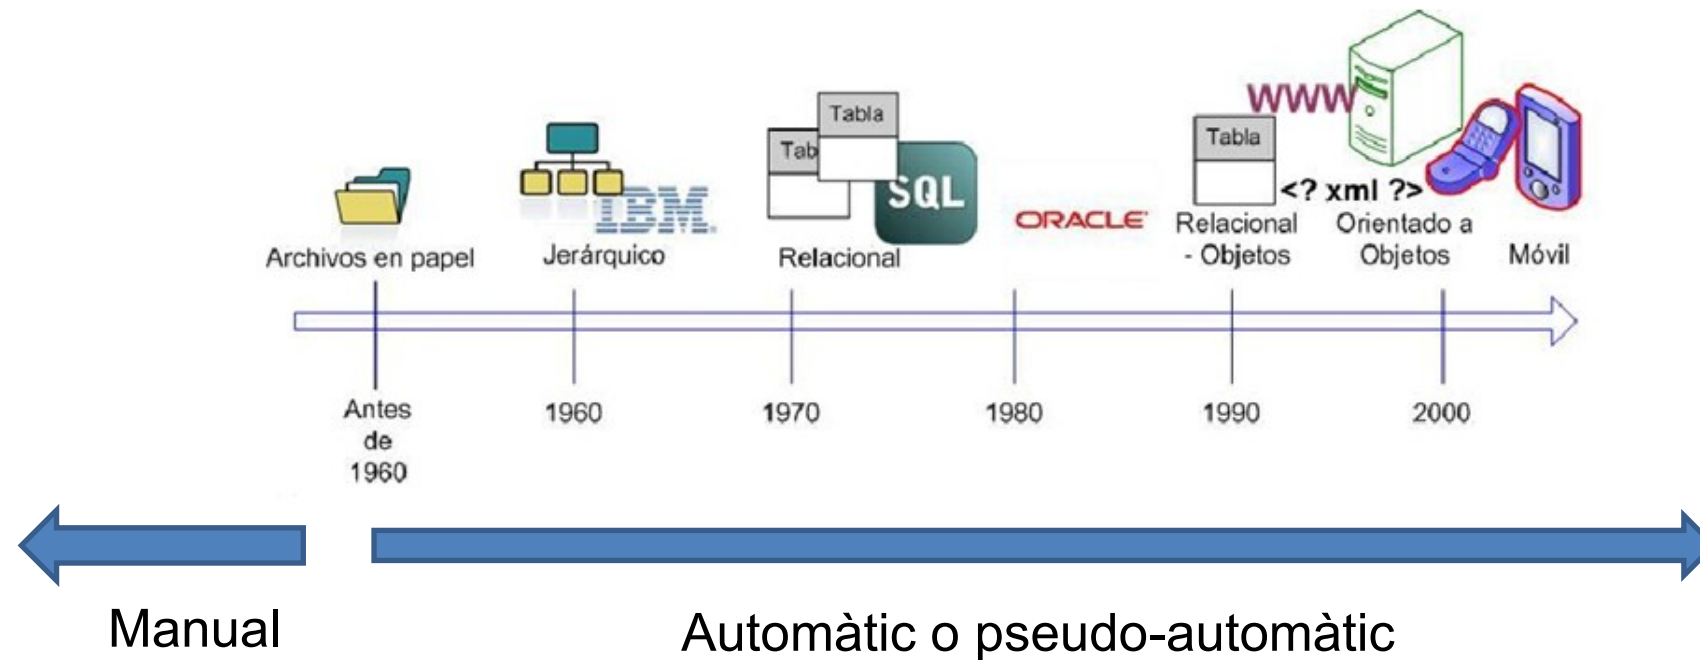 WWW
Tabla
Tab
Tabla
SQL
IBM.
<? xml ?>
ORACLE
Archivos en papel
Jerárquico
Relacional
Relacional
- Objetos
Orientado a
Objetos
Móvil
Antes
de
1960
1960
1970
1980
1990
2000
Manual
Automàtic o pseudo-automàtic